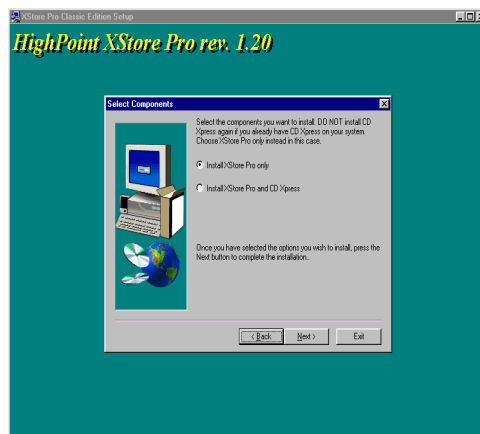 XStore Pro Classic Edition Setup
HighPoint XStore Pro rev. 1.20
Select Components
Select the components you want to install. DO NOT install CD
Xpress again if you already have CD Xpress on your system.
Choose XStore Pro only instead in this case.
Install XStore Pro only
Install XStore Pro and CD Xpress
Once you have selected the options you wish to install, press the
Next button to complete the installation..
< Back
Next >
Exit